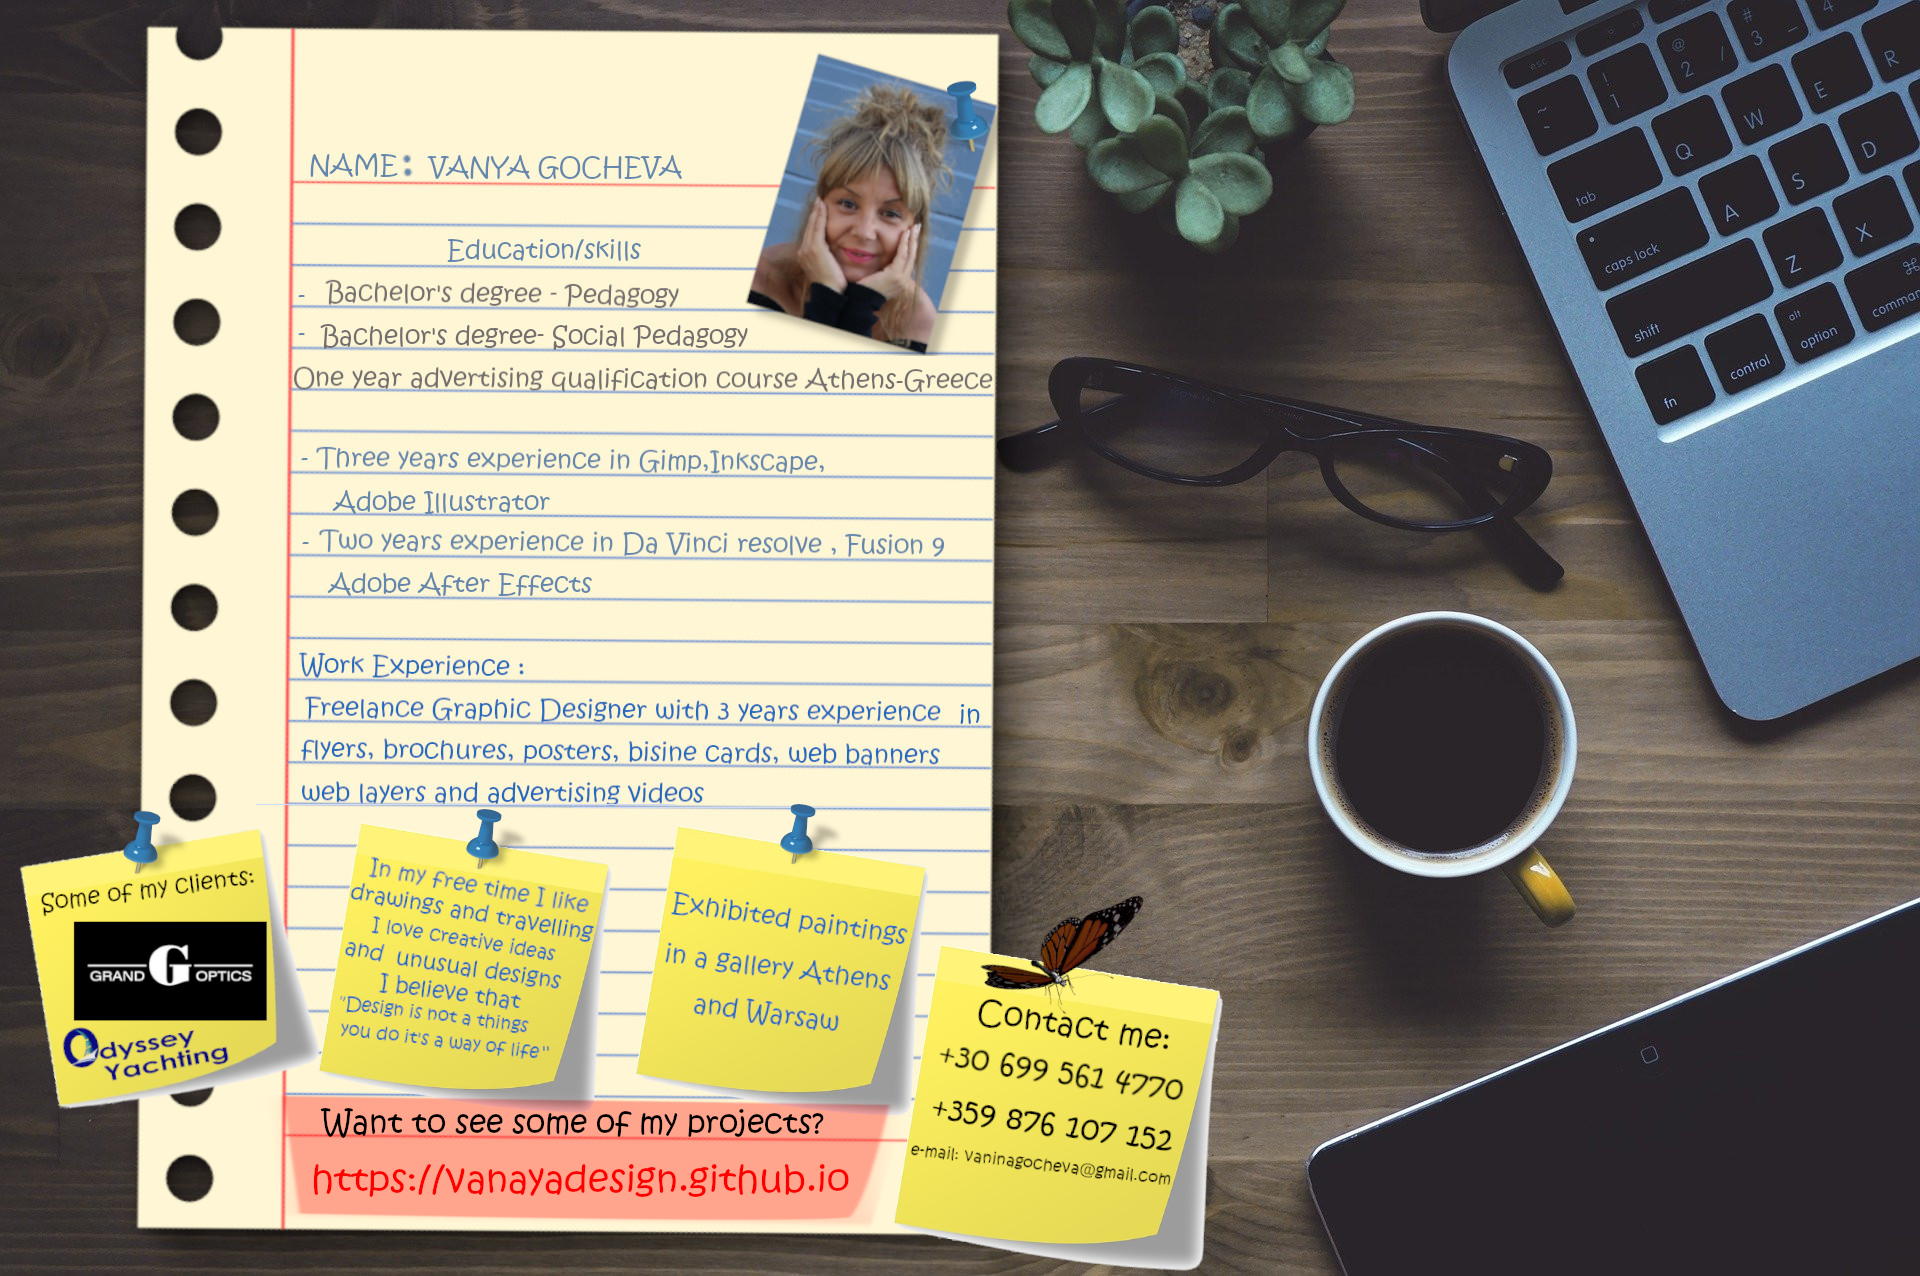 NAME: VANYA GOCHEVA
Education/skills
- Bachelor's degree - Pedagogy
- Bachelor's degree- Social Pedagogy
One year advertising qualification course Athens-Greece
- Three years experience in Gimp,Inkscape,
Adobe Illustrator
- Two years experience in Da Vinci resolve , Fusion 9
Adobe After Effects
Work Experience :
Freelance Graphic Designer with 3 years experience in
flyers, brochures, posters, bisine cards, web banners
web layers and advertising videos
Some of my clients:
GRAND G OPTICS
Odyssey
Yachting
In my free time I like
drawings and travelling
I love creative ideas
and unusual designs
I believe that
"Design is not a things
you do it's a way of life"
Exhibited paintings
in a gallery Athens
and Warsaw
Contact me:
+30 699 561 4770
+359 876 107 152
e-mail: vaninagocheva@gmail.com
Want to see some of my projects?
https://vanayadesign.github.io
esc
~
`
!
1
@
2
#
3
4
tab
Q
W
E
R
caps lock
A
S
D
shift
Z
X
fn
control
alt
option
⌘
comman